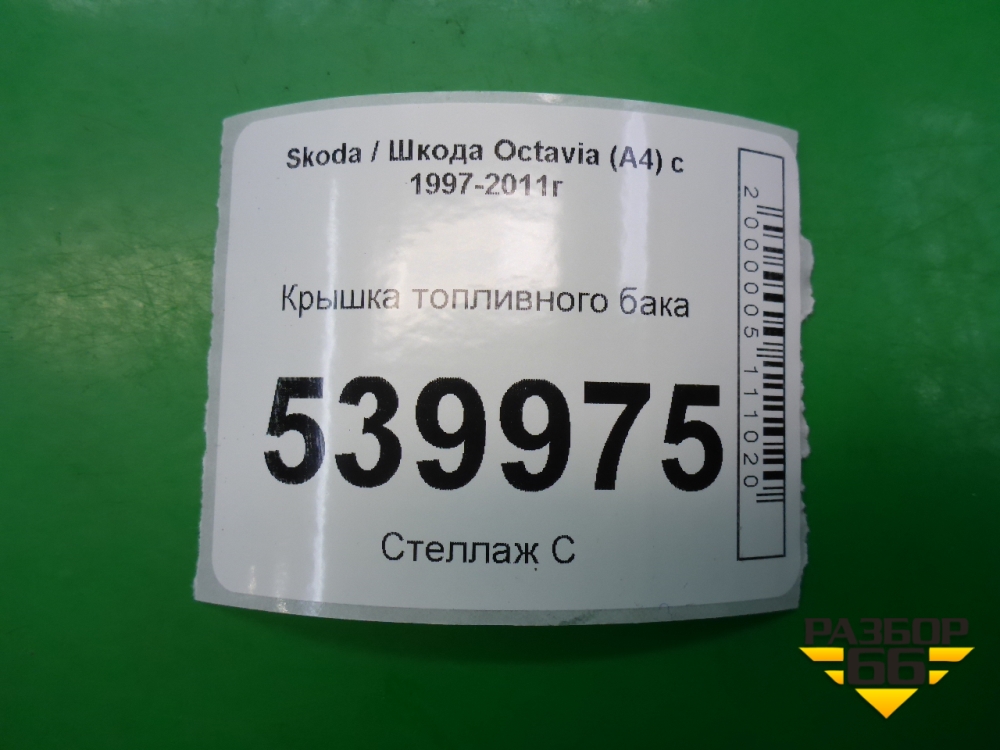 Skoda / Шкода Octavia (A4) с
1997-2011г
Крышка топливного бака
539975
Стеллаж С
2000005111020
РАЗБОР
66